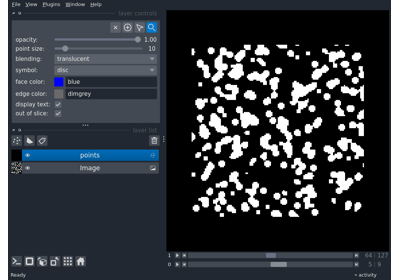 File View Plugins Window Help
layer controls
opacity: 1.00
point size: 10
blending: translucent
symbol: disc
face color: blue
edge color: dimgrey
display text:
out of slice:
layer list
points
Image
1 64 127
0 5 9
Ready activity